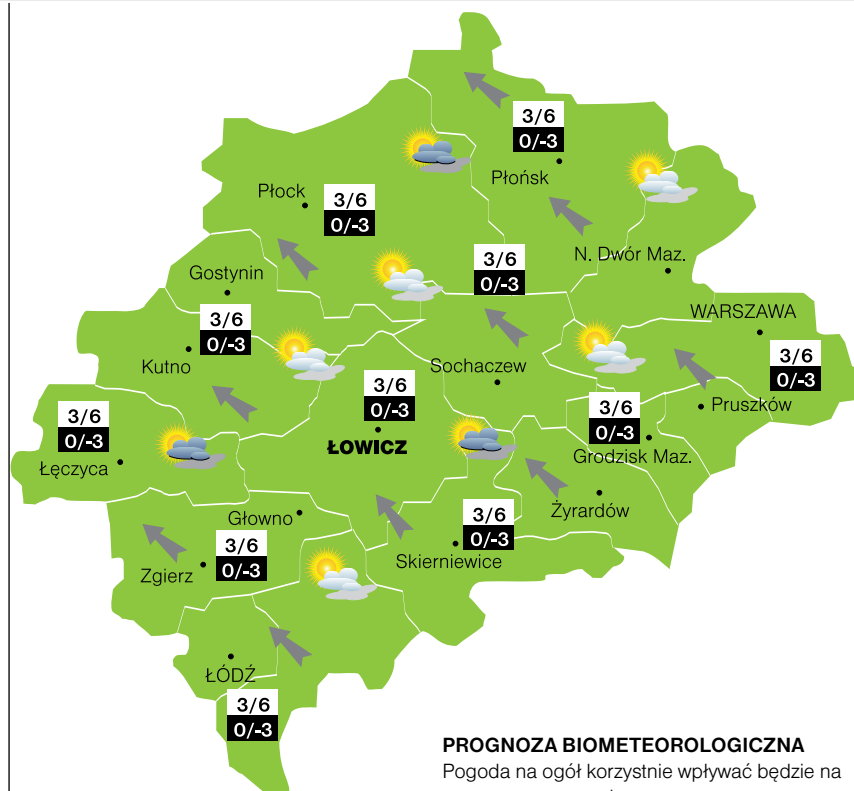 3/6
0/-3
Płońsk
Płock
3/6
0/-3
N. Dwór Maz.
3/6
0/-3
Gostynin
WARSZAWA
3/6
0/-3
Kutno
3/6
0/-3
Sochaczew
3/6
0/-3
ŁOWICZ
Pruszków
3/6
0/-3
Grodzisk Maz.
3/6
0/-3
Łęczyca
Żyrardów
Głowno
3/6
0/-3
Skierniewice
3/6
0/-3
Zgierz
ŁÓDŹ
3/6
0/-3
PROGNOZA BIOMETEOROLOGICZNA
Pogoda na ogół korzystnie wpływać będzie na